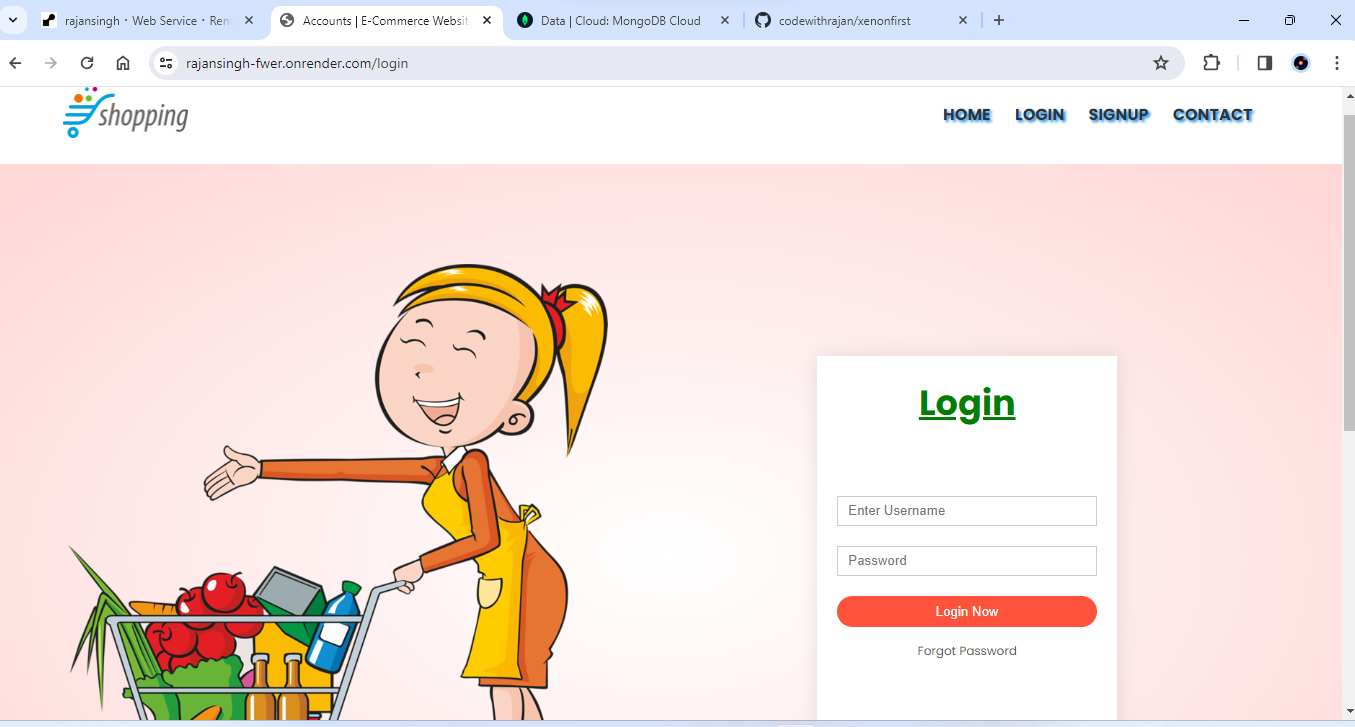 rajansingh · Web Service · Ren
Accounts | E-Commerce Websit
Data | Cloud: MongoDB Cloud
codewithrajan/xenonfirst
rajansingh-fwer.onrender.com/login
shopping
HOME LOGIN SIGNUP CONTACT
Login
Enter Username
Password
Login Now
Forgot Password